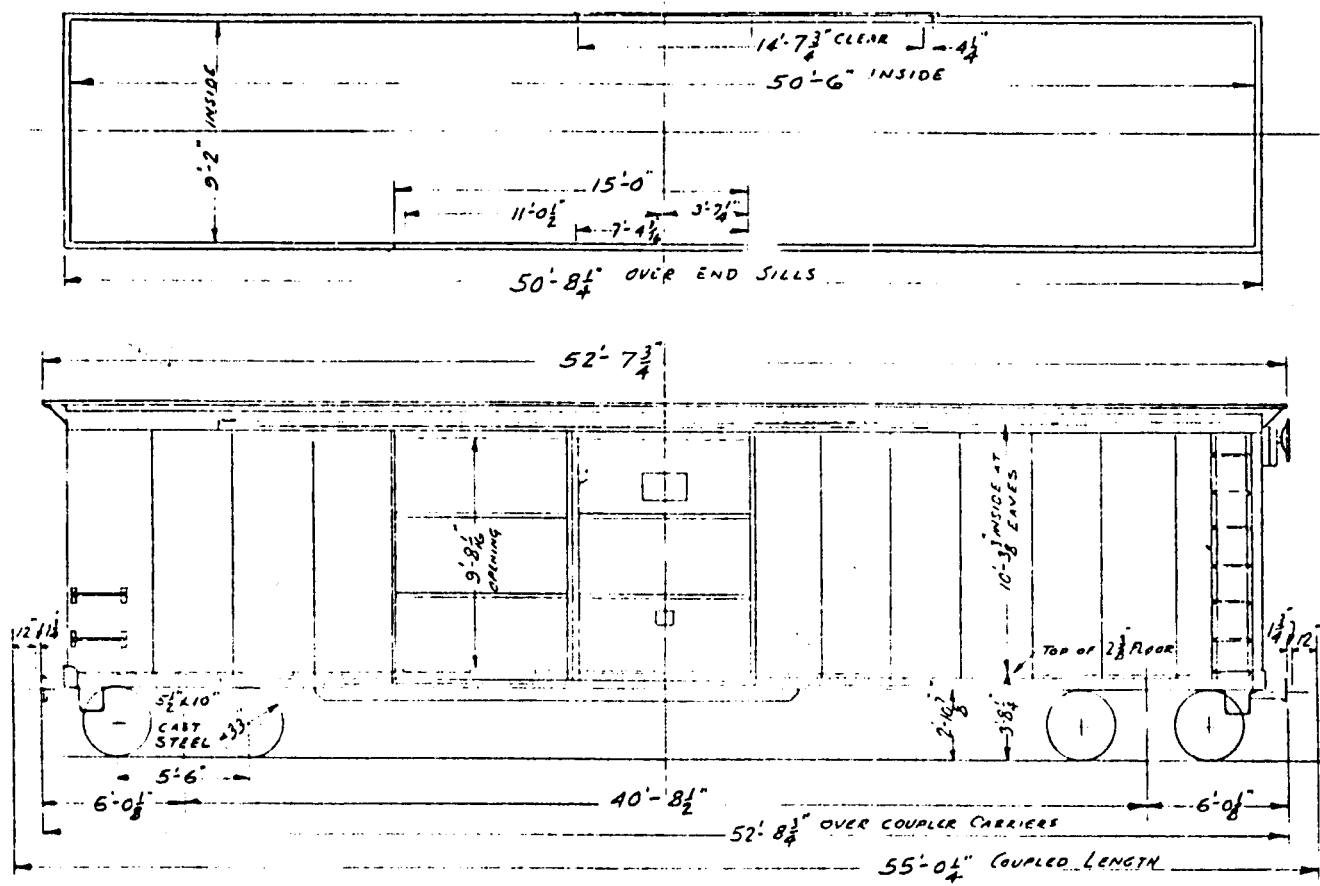 14'-7 3/4" CLEAR
4 1/4"
50'-6" INSIDE
9'-2" INSIDE
15'-0"
11'-0 1/2"
3'-7 1/4"
7'-4 1/4"
50'-8 1/4" OVER END SILLS
52'-7 3/4"
9'-8 1/16"
OPENING
10'-3 3/8" INSIDE AT
EAVES
12"
1 3/4"
12"
TOP OF 2 3/8" FLOOR
5 1/2" x 10"
CAST
STEEL
33"
2'-10 7/8"
3'-8 1/4"
5'-6"
6'-0 1/8"
40'-8 1/2"
6'-0 1/8"
52'-8 3/4" OVER COUPLER CARRIERS
55'-0 1/4" COUPLED LENGTH